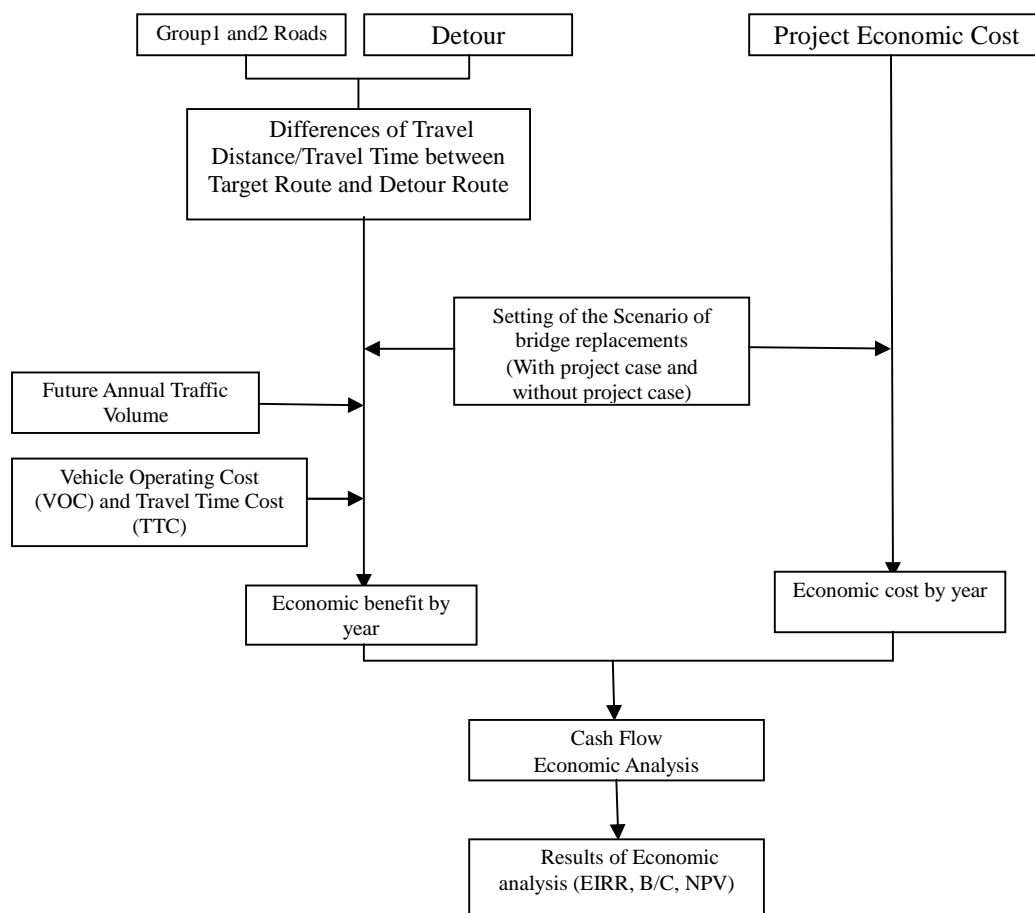 Group1 and2 Roads
Detour
Project Economic Cost
Differences of Travel
Distance/Travel Time between
Target Route and Detour Route
Setting of the Scenario of
bridge replacements
(With project case and
without project case)
Future Annual Traffic
Volume
Vehicle Operating Cost
(VOC) and Travel Time Cost
(TTC)
Economic benefit by
year
Economic cost by year
Cash Flow
Economic Analysis
Results of Economic
analysis (EIRR, B/C, NPV)